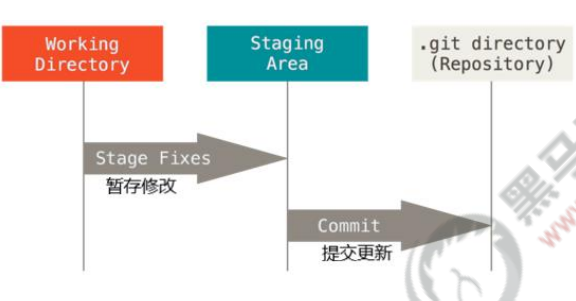 Working
Directory
Staging
Area
.git directory
(Repository)
Stage Fixes
暂存修改
Commit
提交更新
黑马
www